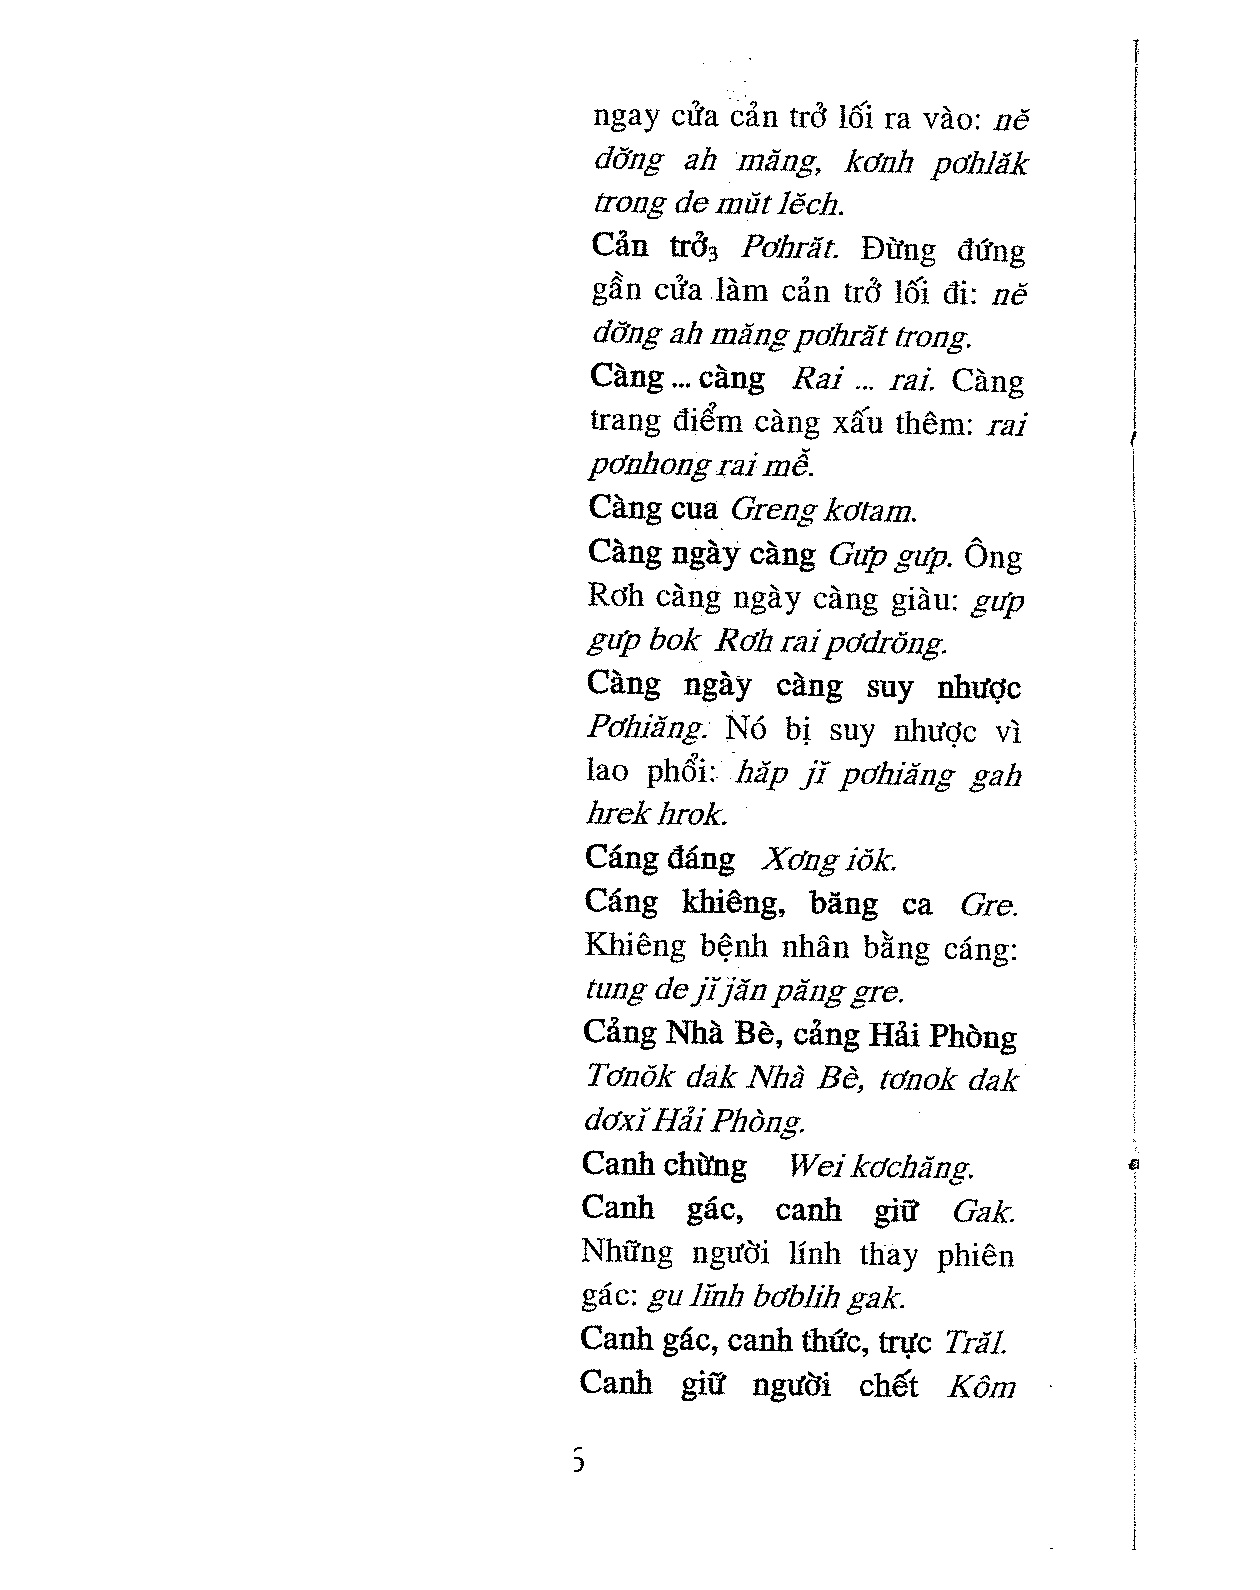 ngay cửa cản trở lối ra vào: nĕ
dơ̆ng ah măng, kơnh pơhlăk
trong de mŭt lĕch.
Cản trở₃ Pơhrăt. Đừng đứng
gần cửa làm cản trở lối đi: nĕ
dơ̆ng ah măng pơhrăt trong.
Càng ... càng Rai ... rai. Càng
trang điểm càng xấu thêm: rai
pơnhong rai mê̆.
Càng cua Greng kơtam.
Càng ngày càng Gưp gưp. Ông
Rơh càng ngày càng giàu: gưp
gưp bok Rơh rai pơdrŏng.
Càng ngày càng suy nhược
Pơhiăng. Nó bị suy nhược vì
lao phổi: hăp jĭ pơhiăng gah
hrek hrok.
Cáng đáng Xơng iŏk.
Cáng khiêng, băng ca Gre.
Khiêng bệnh nhân bằng cáng:
tung de jĭ jăn păng gre.
Cảng Nhà Bè, cảng Hải Phòng
Tơnŏk dak Nhà Bè, tơnok dak
dơxĭ Hải Phòng.
Canh chừng Wei kơchăng.
Canh gác, canh giữ Gak.
Những người lính thay phiên
gác: gu lĭnh bơblih gak.
Canh gác, canh thức, trực Trăl.
Canh giữ người chết Kôm